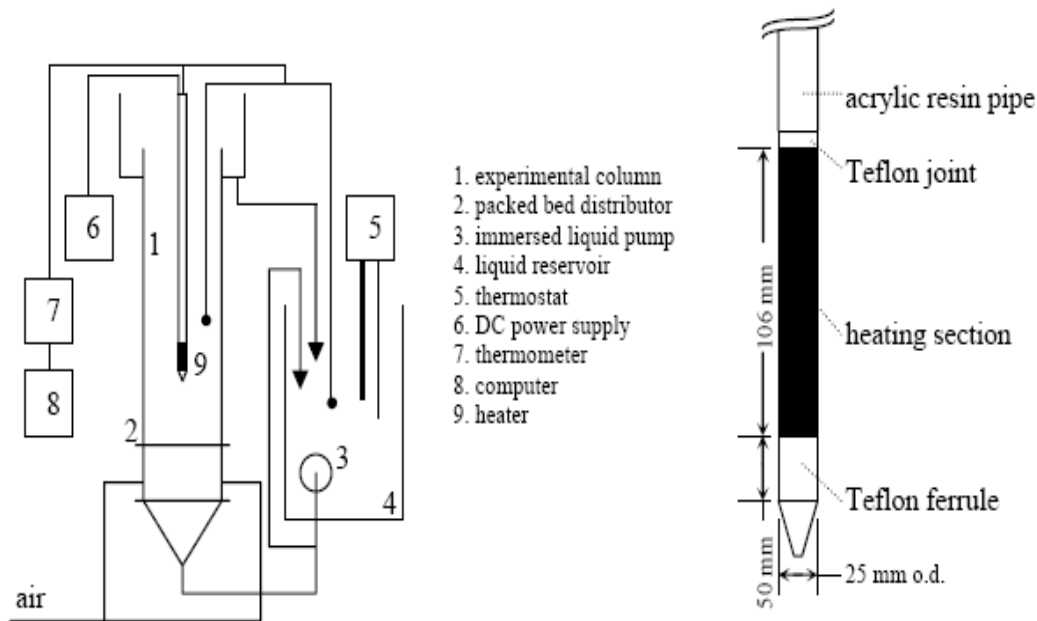 6
1
5
7
9
8
2
3
4
air
1. experimental column
2. packed bed distributor
3. immersed liquid pump
4. liquid reservoir
5. thermostat
6. DC power supply
7. thermometer
8. computer
9. heater
acrylic resin pipe
Teflon joint
106 mm
heating section
Teflon ferrule
50 mm
25 mm o.d.